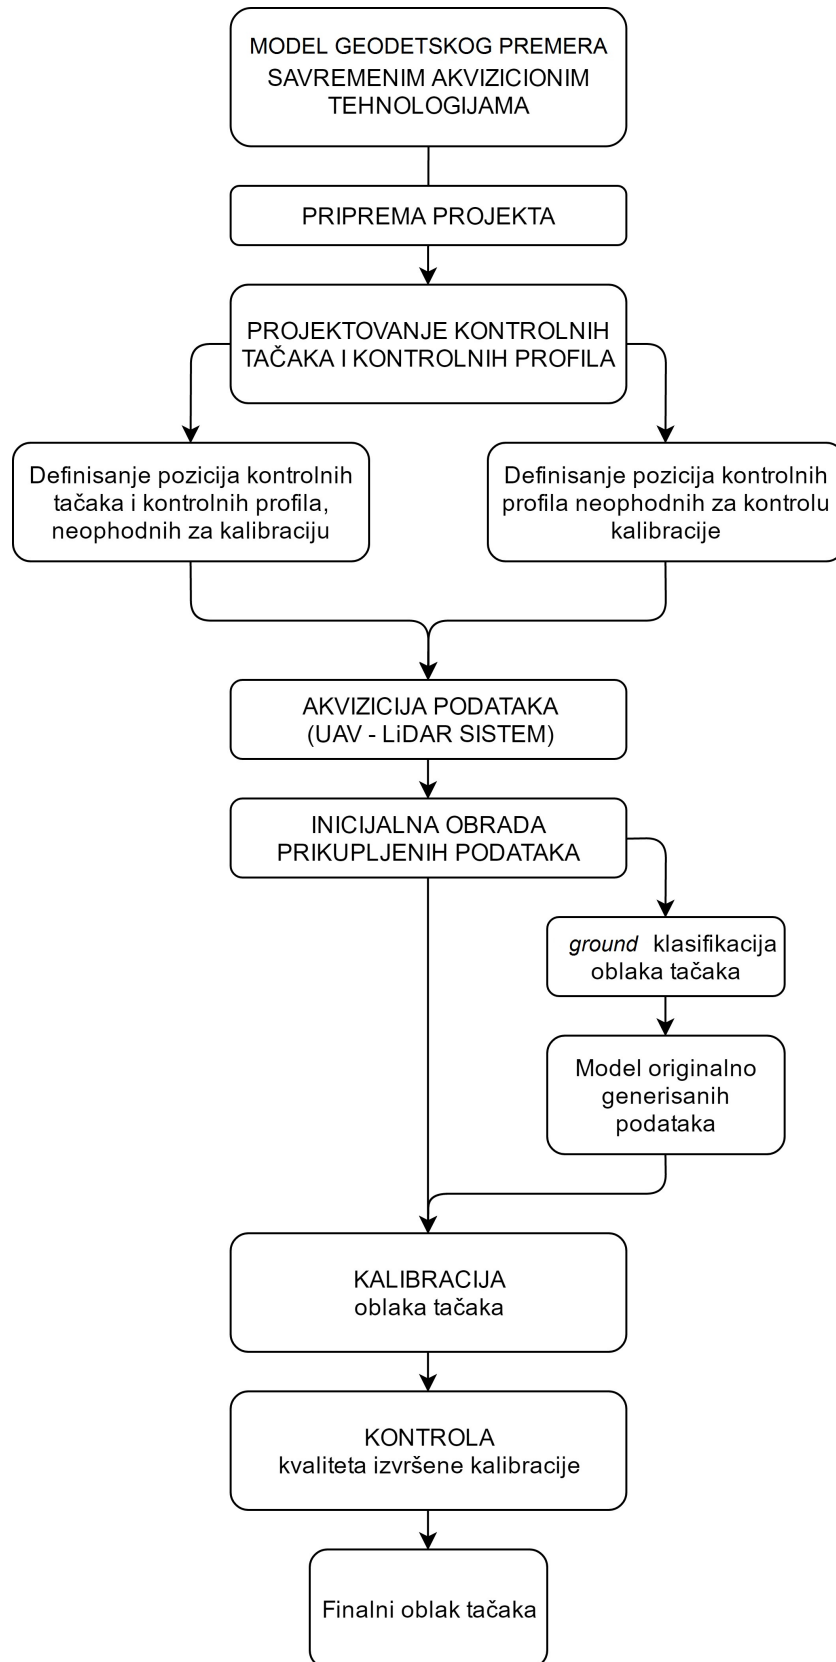 MODEL GEODETSKOG PREMERA
SAVREMENIM AKVIZICIONIM
TEHNOLOGIJAMA
PRIPREMA PROJEKTA
PROJEKTOVANJE KONTROLNIH
TAČAKA I KONTROLNIH PROFILA
Definisanje pozicija kontrolnih
tačaka i kontrolnih profila,
neophodnih za kalibraciju
Definisanje pozicija kontrolnih
profila neophodnih za kontrolu
kalibracije
AKVIZICIJA PODATAKA
(UAV - LiDAR SISTEM)
INICIJALNA OBRADA
PRIKUPLJENIH PODATAKA
ground klasifikacija
oblaka tačaka
Model originalno
generisanih
podataka
KALIBRACIJA
oblaka tačaka
KONTROLA
kvaliteta izvršene kalibracije
Finalni oblak tačaka